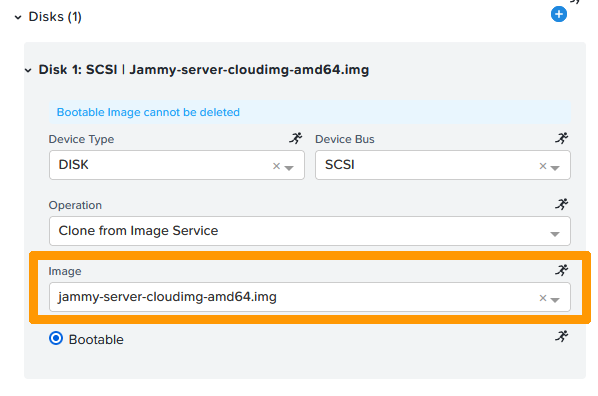 Disks (1)
Disk 1: SCSI | Jammy-server-cloudimg-amd64.img
Bootable Image cannot be deleted
Device Type
Device Bus
DISK
SCSI
Operation
Clone from Image Service
Image
jammy-server-cloudimg-amd64.img
Bootable